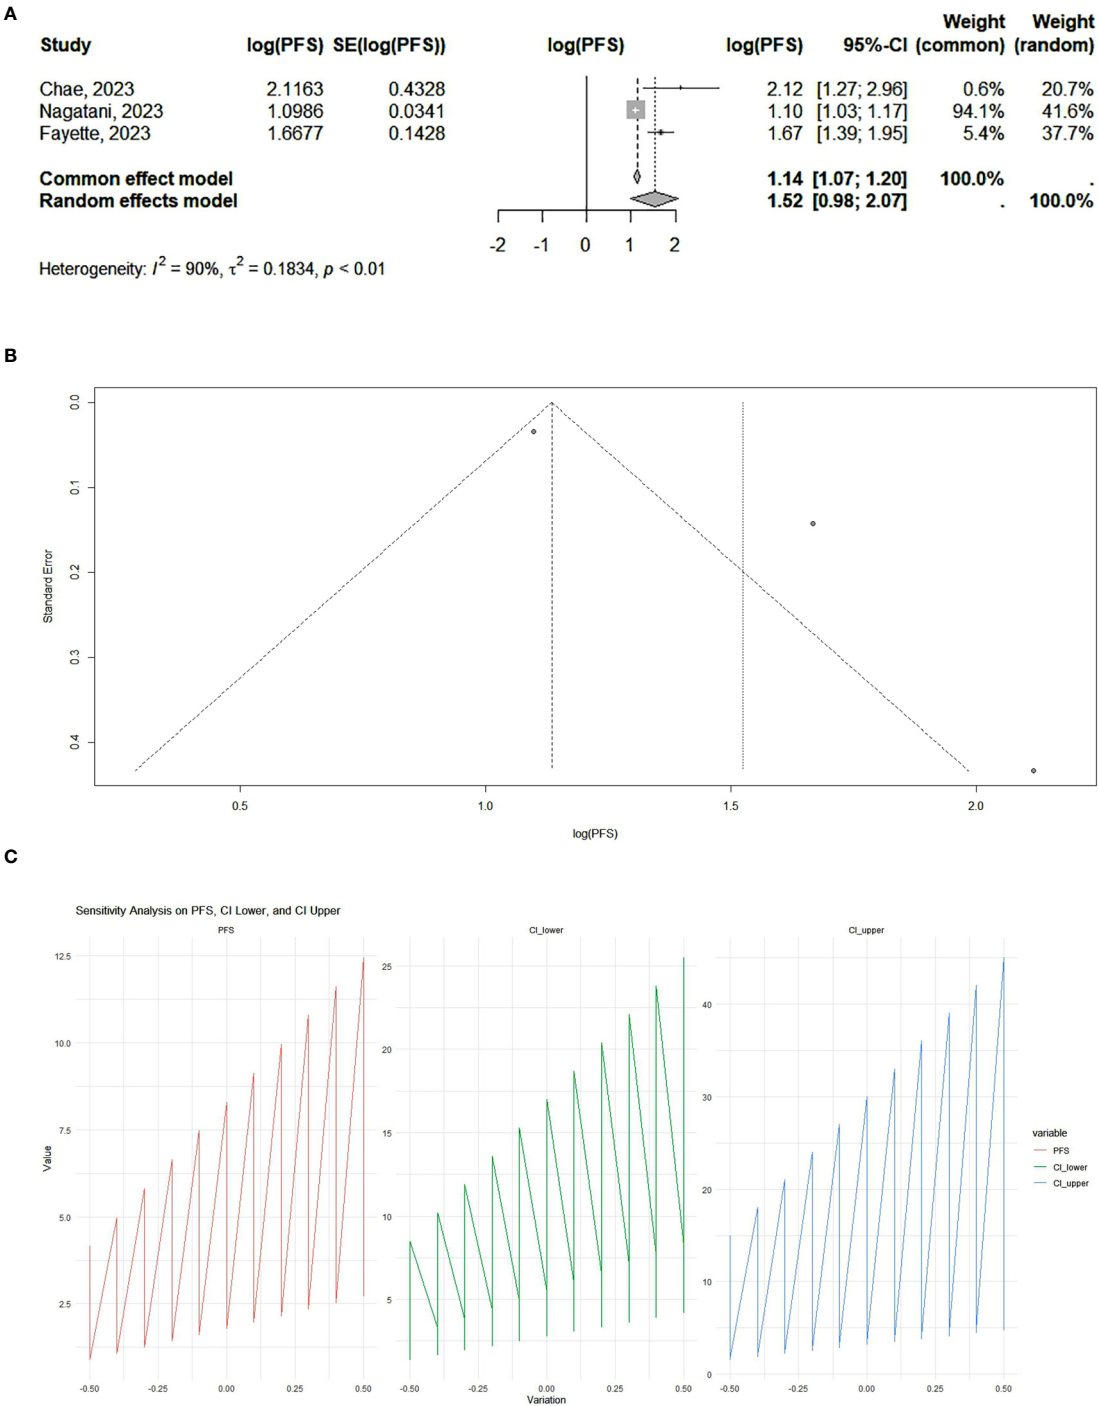 A
Weight Weight
Study log(PFS) SE(log(PFS)) log(PFS) log(PFS) 95%-CI (common) (random)
Chae, 2023 2.1163 0.4328 2.12 [1.27; 2.96] 0.6% 20.7%
Nagatani, 2023 1.0986 0.0341 1.10 [1.03; 1.17] 94.1% 41.6%
Fayette, 2023 1.6677 0.1428 1.67 [1.39; 1.95] 5.4% 37.7%
Common effect model 1.14 [1.07; 1.20] 100.0% .
Random effects model 1.52 [0.98; 2.07] . 100.0%
-2 -1 0 1 2
Heterogeneity: I² = 90%, τ² = 0.1834, p < 0.01
B
0.0
0.1
0.2
0.3
0.4
Standard Error
0.5 1.0 1.5 2.0
log(PFS)
C
Sensitivity Analysis on PFS, CI Lower, and CI Upper
PFS CI_lower CI_upper
12.5
10.0
7.5
5.0
2.5
Value
25
20
15
10
5
40
30
20
10
0
-0.50 -0.25 0.00 0.25 0.50 -0.50 -0.25 0.00 0.25 0.50 -0.50 -0.25 0.00 0.25 0.50
Variation
variable
PFS
CI_lower
CI_upper